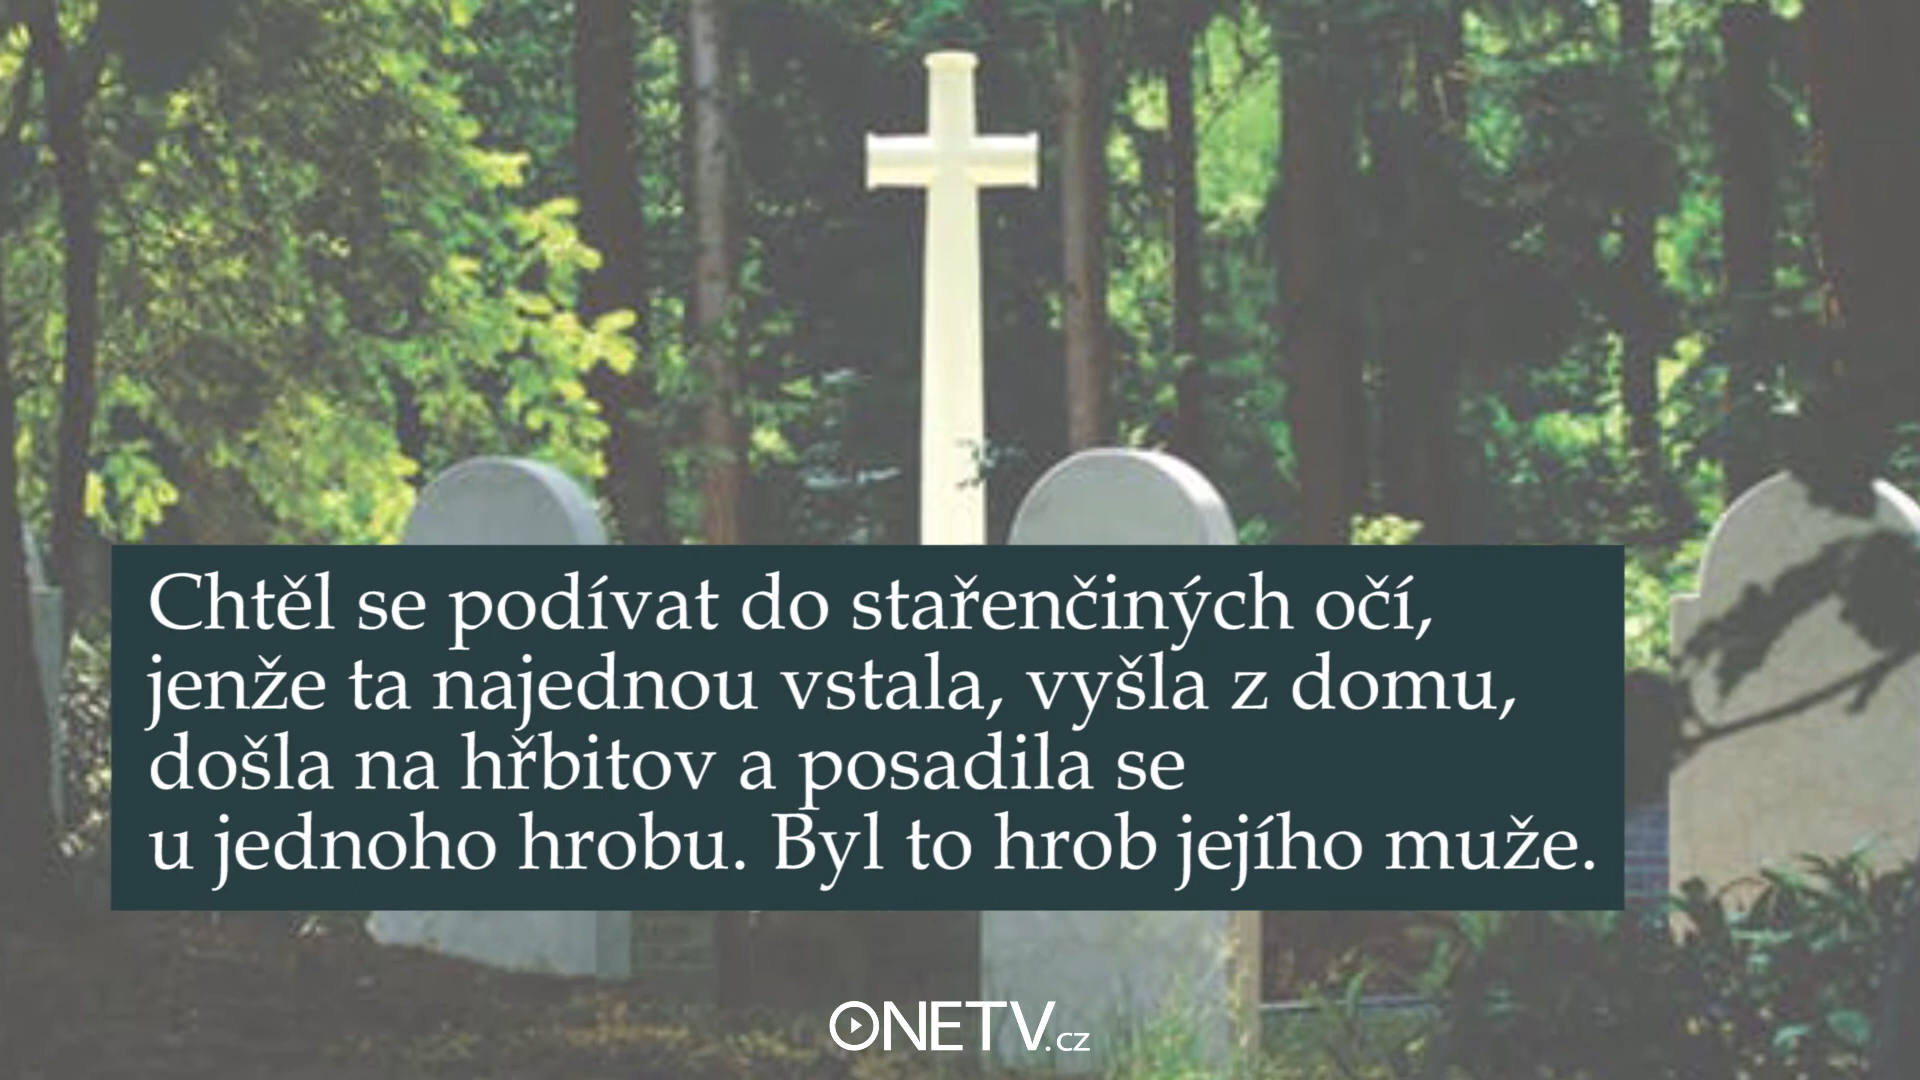 Chtěl se podívat do stařenčiných očí,
jenže ta najednou vstala, vyšla z domu,
došla na hřbitov a posadila se
u jednoho hrobu. Byl to hrob jejího muže.
ONETV.cz